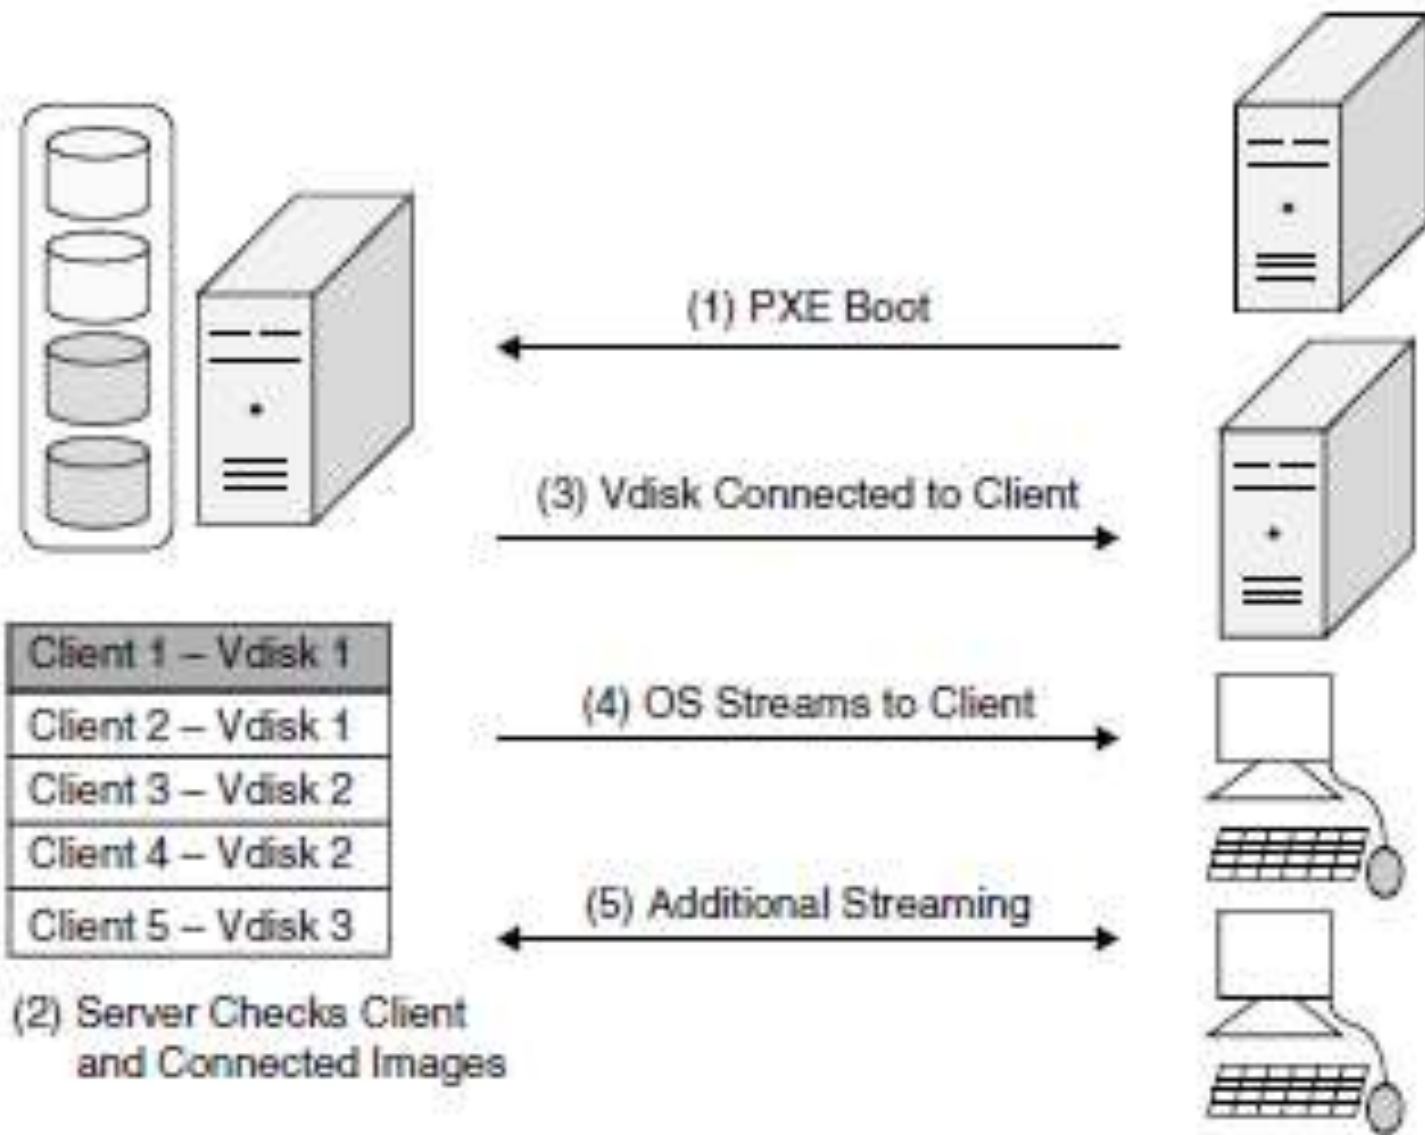 (1) PXE Boot
(3) Vdisk Connected to Client
Client 1 – Vdisk 1
Client 2 – Vdisk 1
Client 3 – Vdisk 2
Client 4 – Vdisk 2
Client 5 – Vdisk 3
(4) OS Streams to Client
(5) Additional Streaming
(2) Server Checks Client
and Connected Images